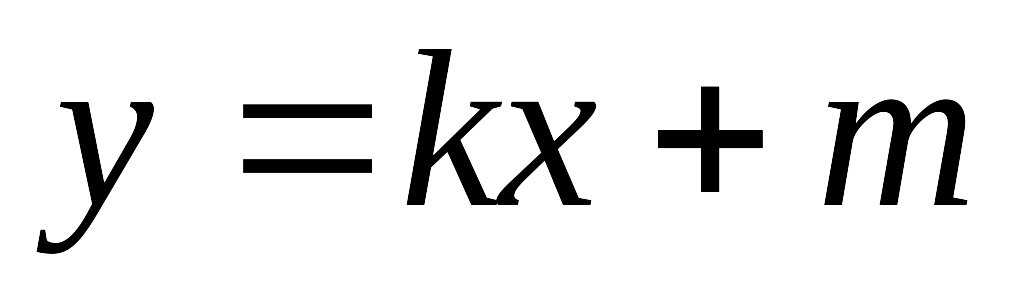 y = kx + m